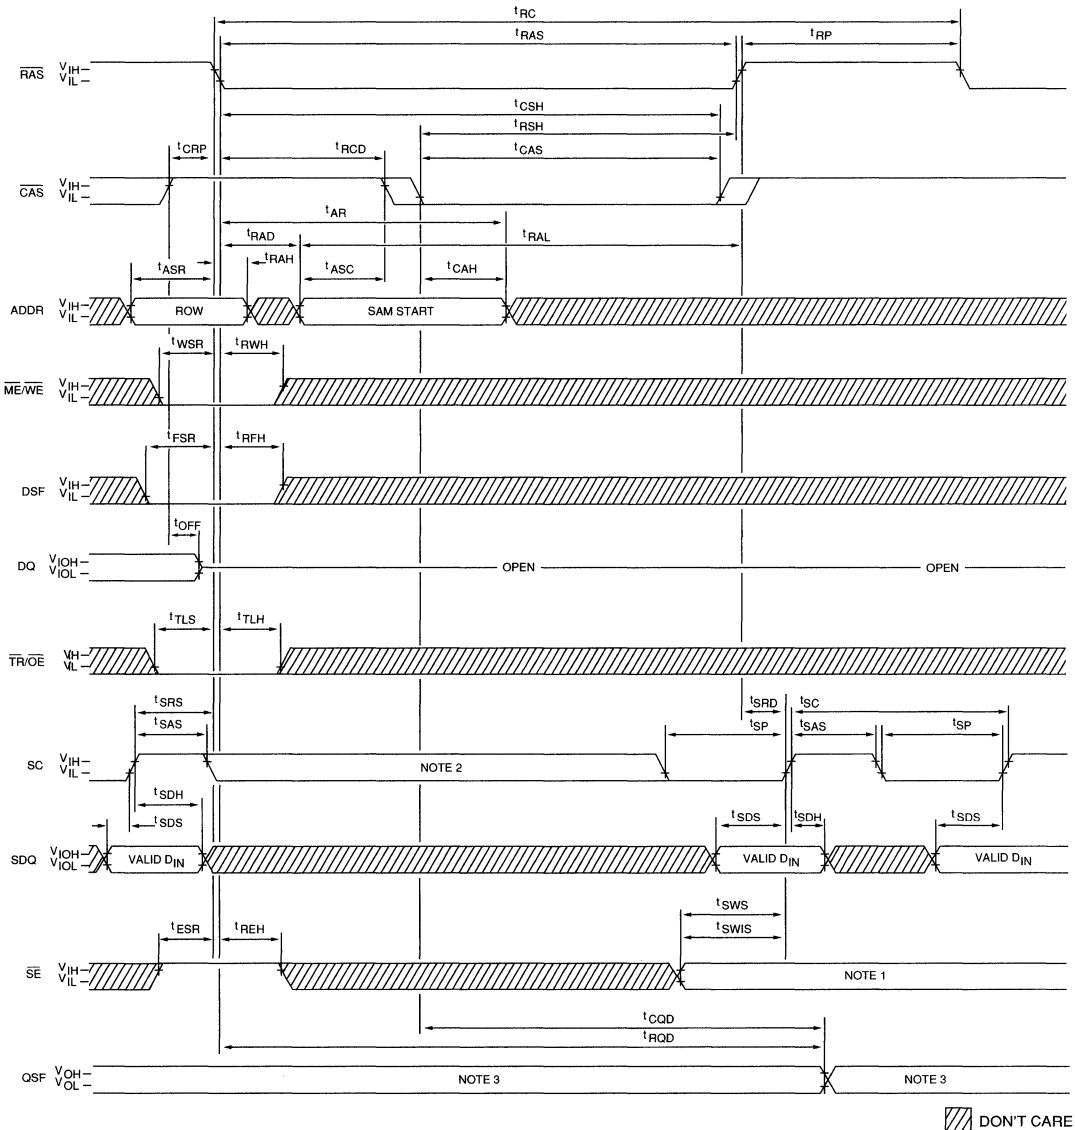 tRC
tRAS tRP
RAS VIH VIL
tCSH
tRSH
tCRP tRCD tCAS
CAS VIH VIL
tAR
tRAD tRAL
tRAH
tASR tASC tCAH
ADDR VIH VIL ROW SAM START
tWSR tRWH
ME/WE VIH VIL
tFSR tRFH
DSF VIH VIL
tOFF
DQ VIOH VIOL OPEN OPEN
tTLS tTLH
TR/OE VIH VIL
tSRS tSRD tSC
tSAS tSP tSAS tSP
SC VIH VIL NOTE 2
tSDH
tSDS tSDS tSDH tSDS
SDQ VIOH VIOL VALID DIN VALID DIN VALID DIN
tSWS
tESR tREH tSWIS
SE VIH VIL NOTE 1
tCQD
tRQD
QSF VOH VOL NOTE 3 NOTE 3
DON'T CARE